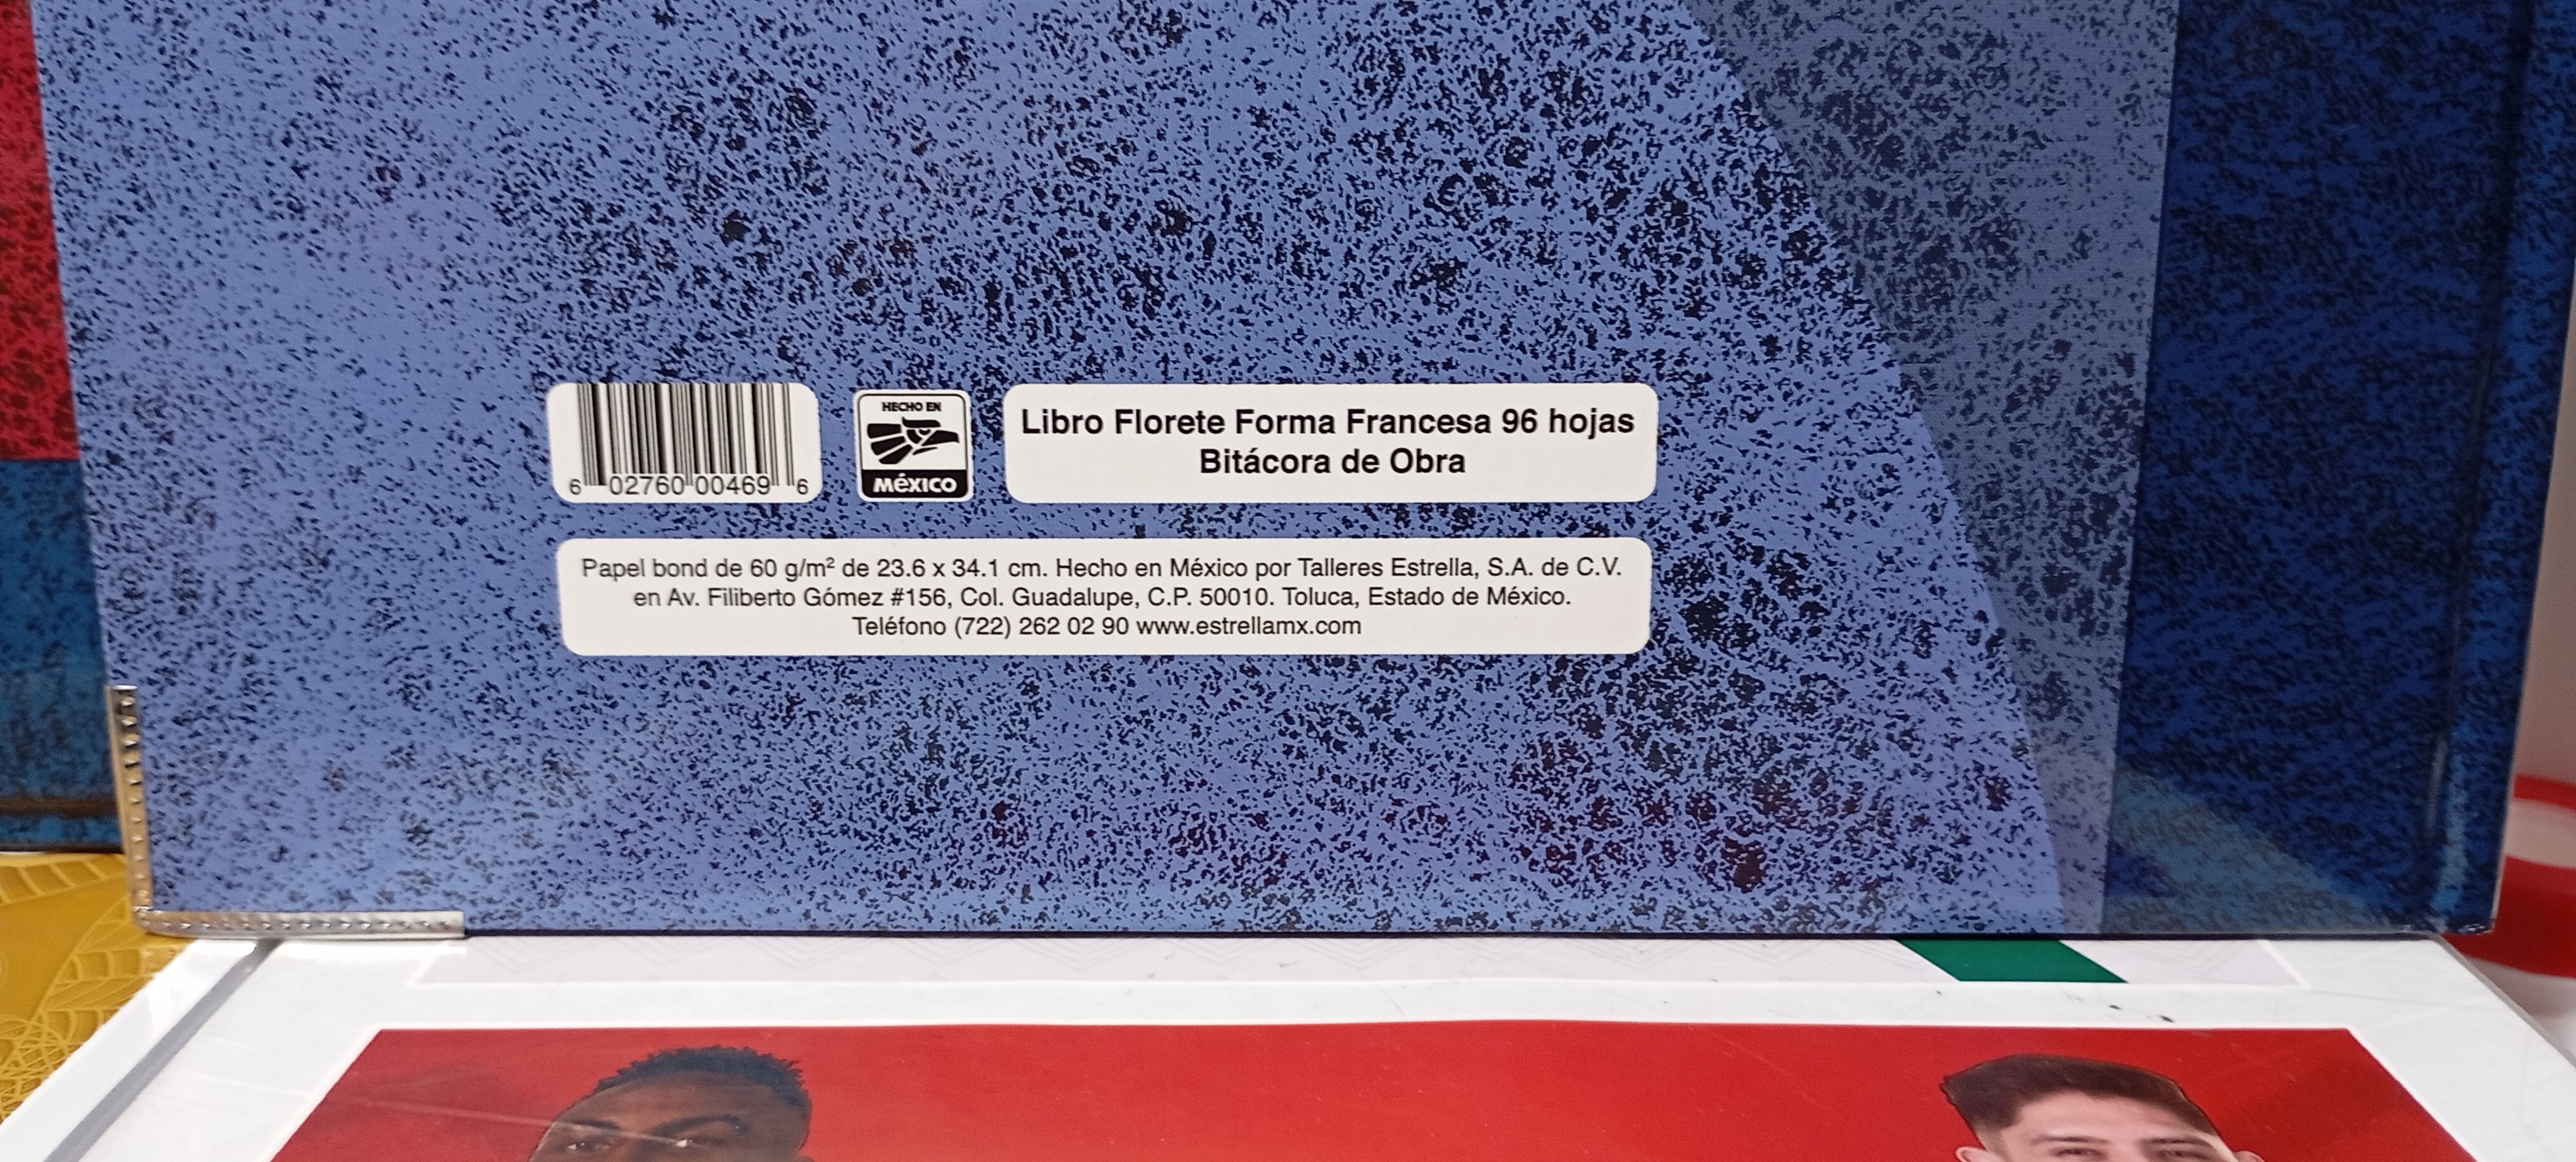 6 02760 00469 6
HECHO EN
MÉXICO
Libro Florete Forma Francesa 96 hojas
Bitácora de Obra
Papel bond de 60 g/m² de 23.6 x 34.1 cm. Hecho en México por Talleres Estrella, S.A. de C.V.
en Av. Filiberto Gómez #156, Col. Guadalupe, C.P. 50010. Toluca, Estado de México.
Teléfono (722) 262 02 90 www.estrellamx.com